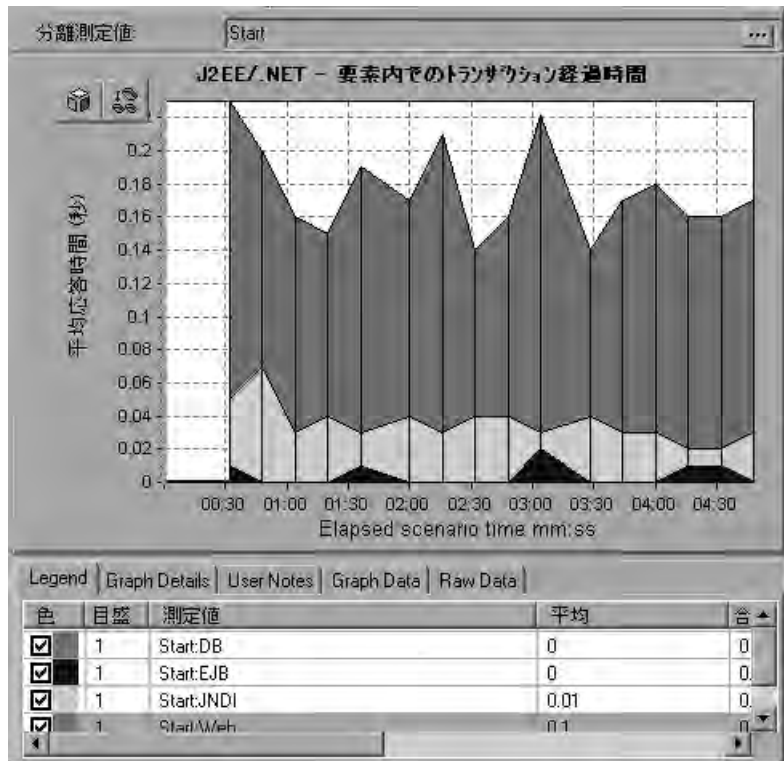 分離測定値: Start ...
J2EE/.NET - 要素内でのトランザクション経過時間
平均応答時間 (秒)
0.2
0.18
0.16
0.14
0.12
0.1
0.08
0.06
0.04
0.02
0
00:30 01:00 01:30 02:00 02:30 03:00 03:30 04:00 04:30
Elapsed scenario time mm:ss
Legend Graph Details User Notes Graph Data Raw Data
色 目盛 測定値 平均 合
1 Start:DB 0 0
1 Start:EJB 0 0.
1 Start:JNDI 0.01 0.
1 Start:Web 0.1 0.